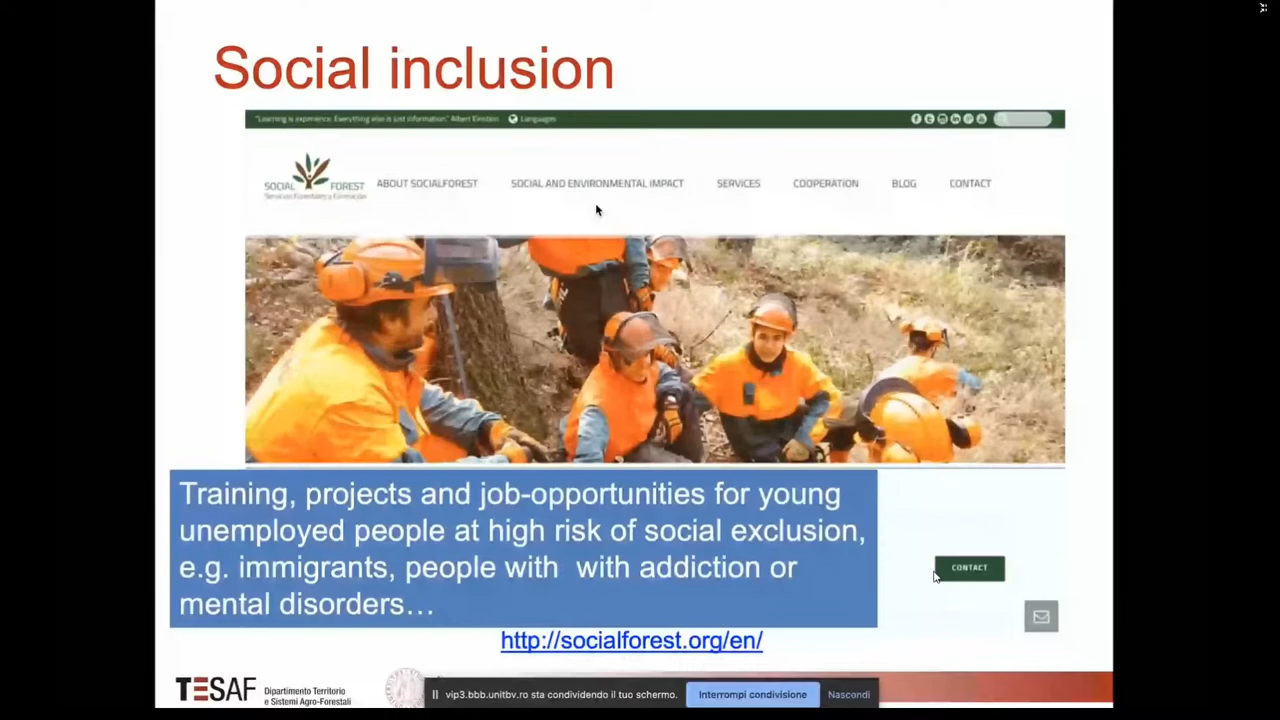 Social inclusion
"Learning is experience. Everything else is just information." Albert Einstein
Languages
SOCIAL FOREST
Servicios Forestales y Formación
ABOUT SOCIALFOREST
SOCIAL AND ENVIRONMENTAL IMPACT
SERVICES
COOPERATION
BLOG
CONTACT
Training, projects and job-opportunities for young
unemployed people at high risk of social exclusion,
e.g. immigrants, people with with addiction or
mental disorders…
CONTACT
http://socialforest.org/en/
TESAF
Dipartimento Territorio
e Sistemi Agro-Forestali
vip3.bbb.unitbv.ro sta condividendo il tuo schermo.
Interrompi condivisione
Nascondi